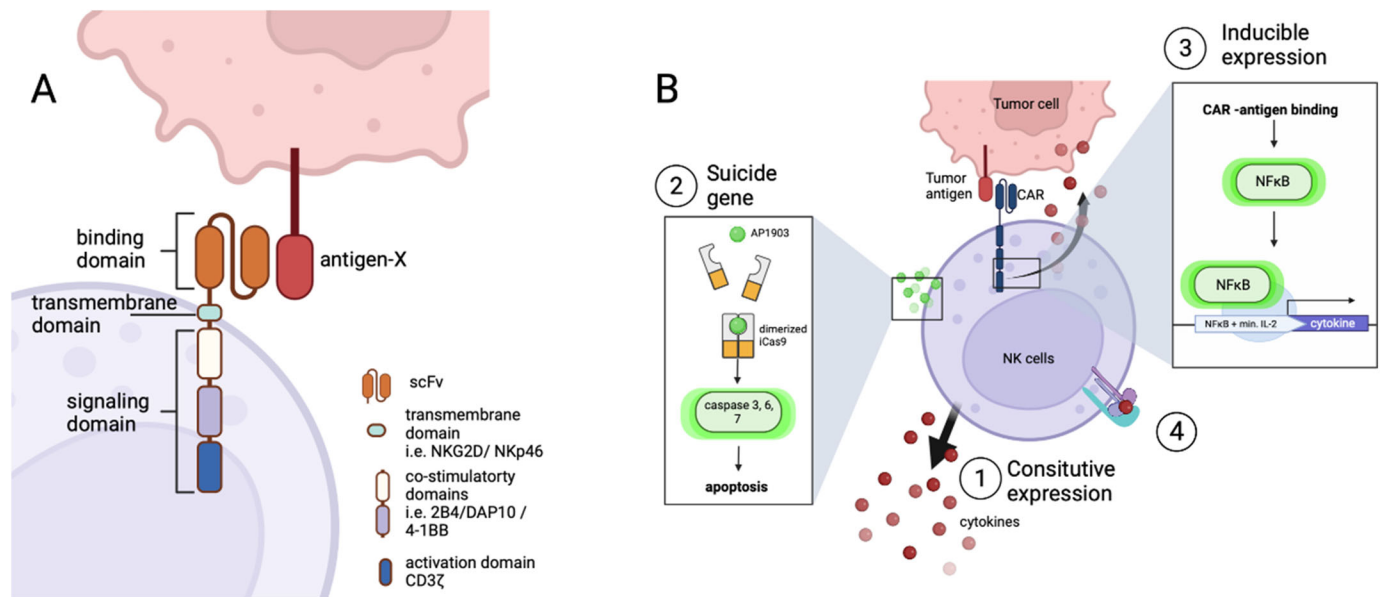 A
binding
domain
antigen-X
transmembrane
domain
signaling
domain
scFv
transmembrane
domain
i.e. NKG2D/ NKp46
co-stimulatorty
domains
i.e. 2B4/DAP10 /
4-1BB
activation domain
CD3ζ
B
2
Suicide
gene
AP1903
dimerized
iCas9
caspase 3, 6,
7
apoptosis
Tumor cell
Tumor
antigen
CAR
NK cells
1
Consitutive
expression
cytokines
3
Inducible
expression
CAR -antigen binding
NFκB
NFκB
NFκB + min. IL-2
cytokine
4